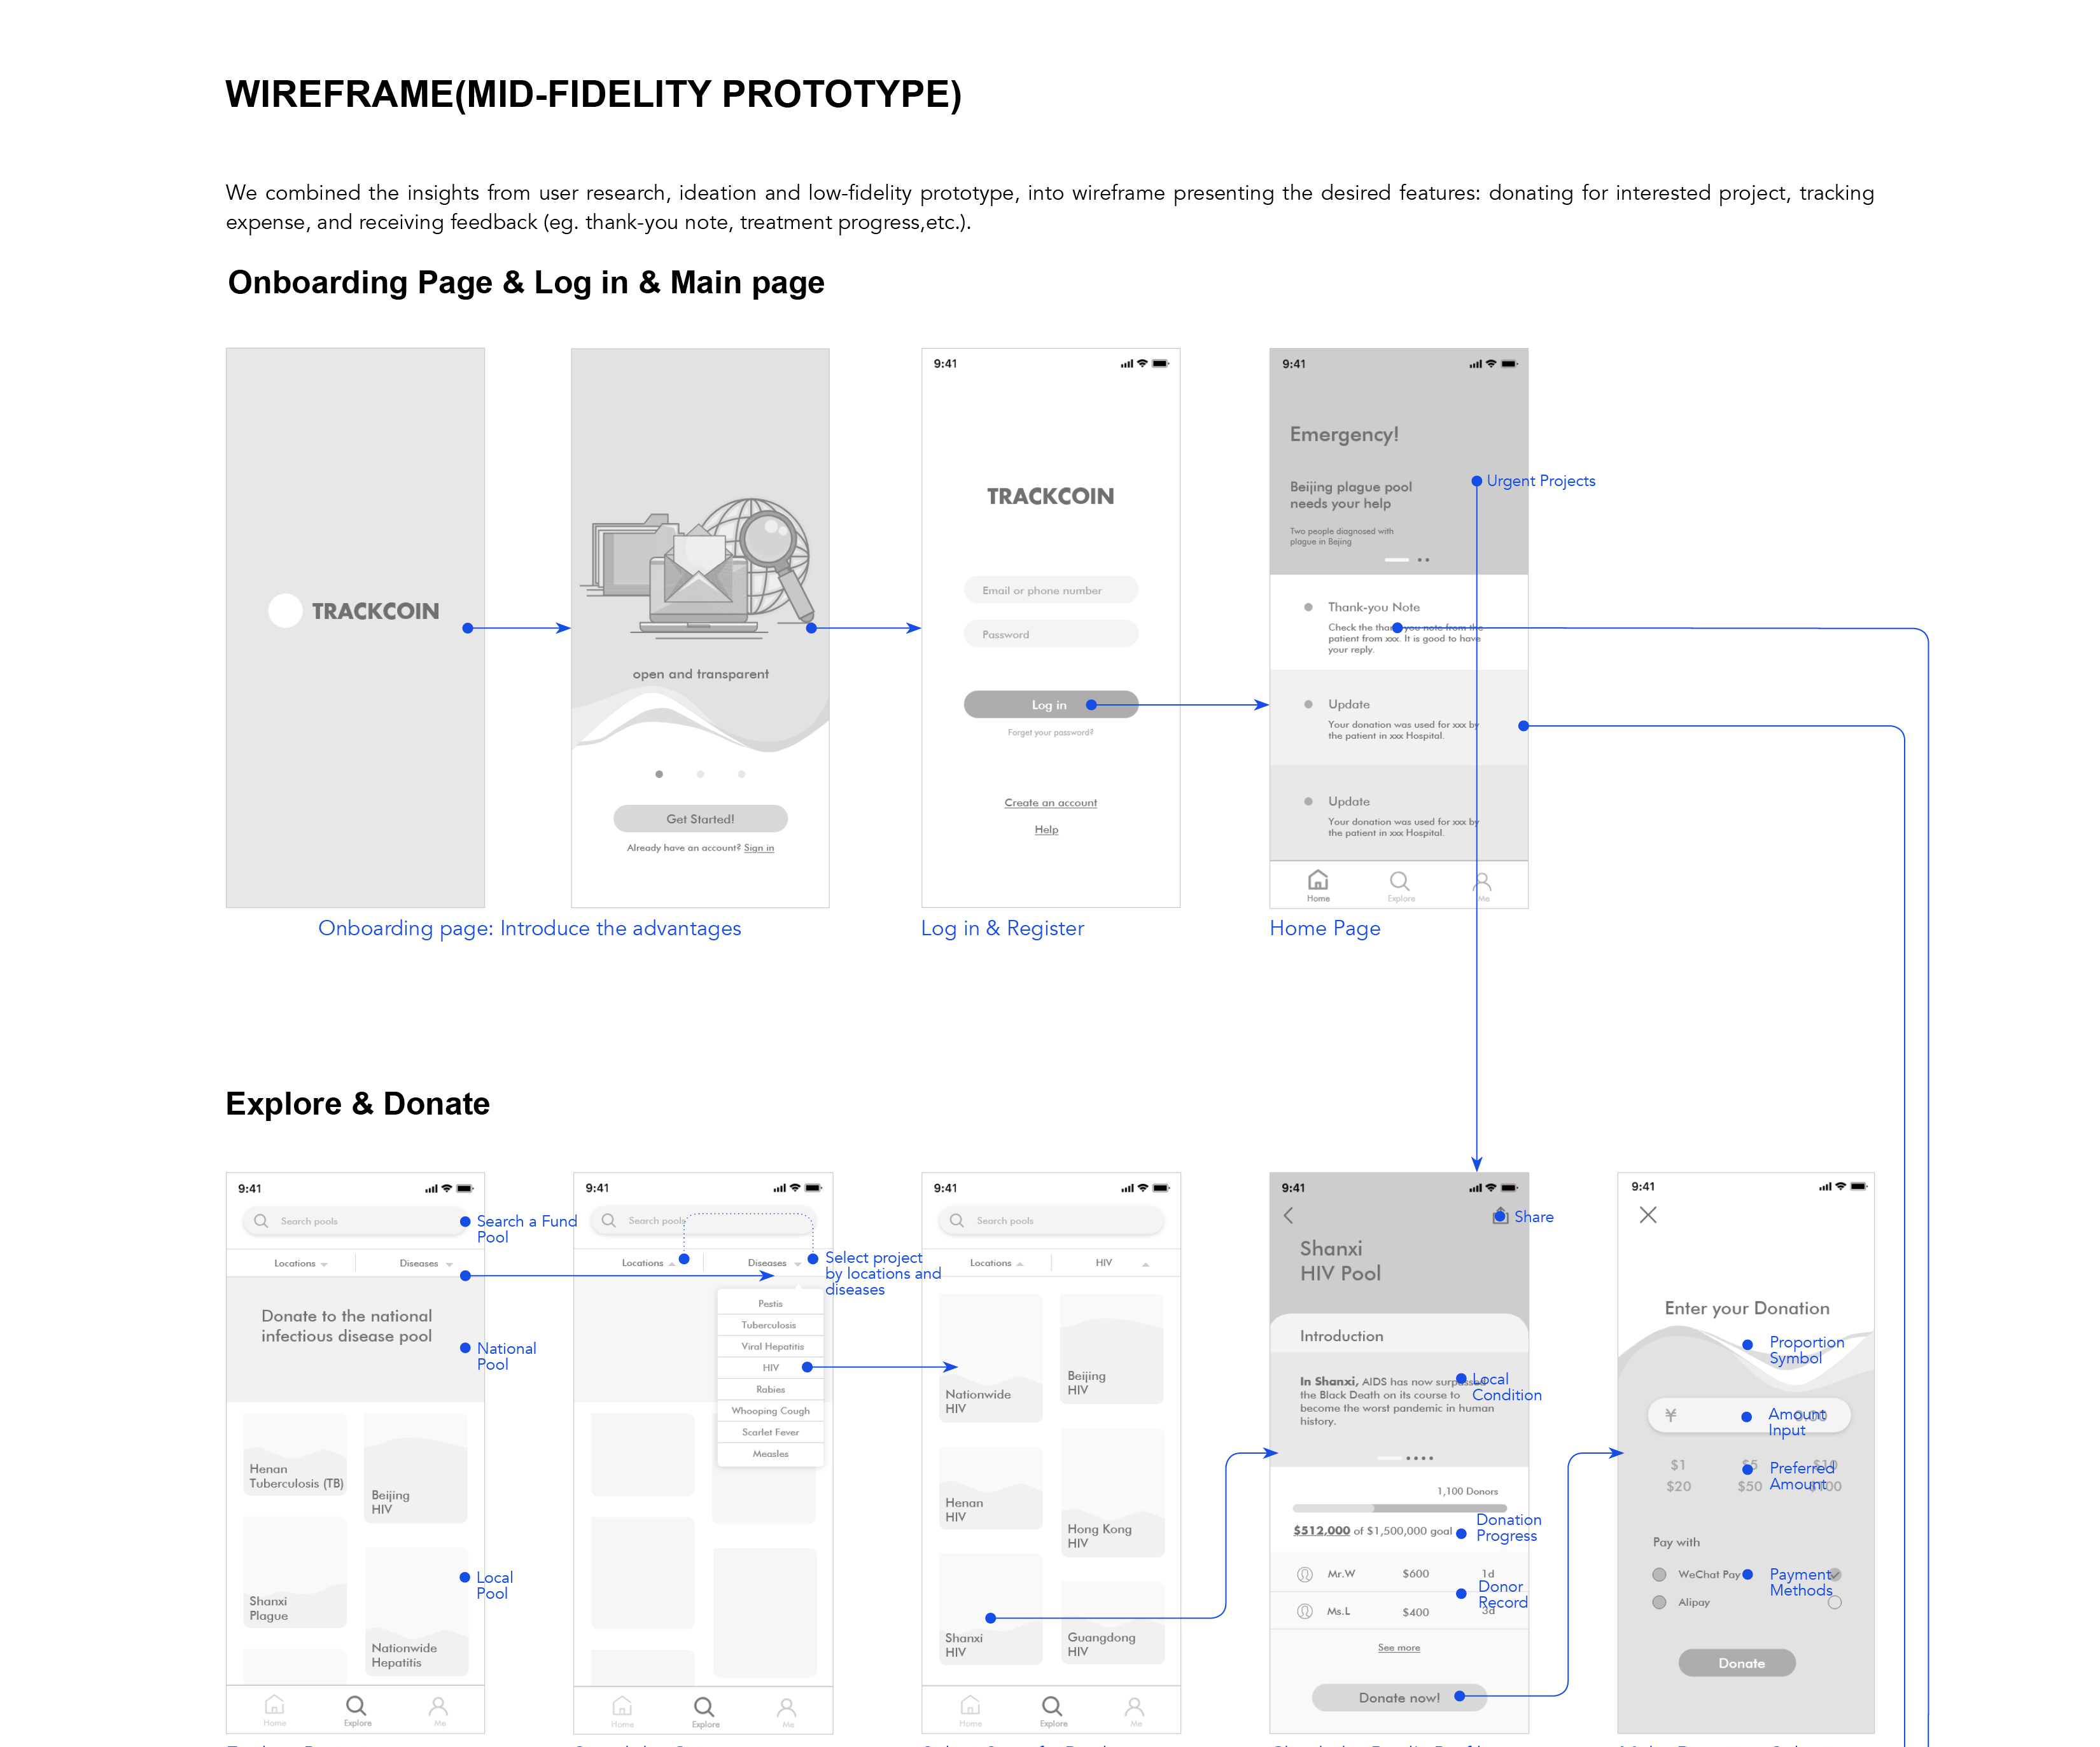 WIREFRAME(MID-FIDELITY PROTOTYPE)
We combined the insights from user research, ideation and low-fidelity prototype, into wireframe presenting the desired features: donating for interested project, tracking
expense, and receiving feedback (eg. thank-you note, treatment progress,etc.).
Onboarding Page & Log in & Main page
TRACKCOIN
open and transparent
Get Started!
Already have an account? Sign in
Onboarding page: Introduce the advantages
9:41
TRACKCOIN
Email or phone number
Password
Log in
Forget your password?
Create an account
Help
Log in & Register
9:41
Emergency!
Beijing plague pool
needs your help
Two people diagnosed with
plague in Bejing
Urgent Projects
Thank-you Note
Check the thank-you note from the
patient from xxx. It is good to have
your reply.
Update
Your donation was used for xxx by
the patient in xxx Hospital.
Update
Your donation was used for xxx by
the patient in xxx Hospital.
Home
Explore
Me
Home Page
Explore & Donate
9:41
Search pools
Search a Fund
Pool
Locations
Diseases
Donate to the national
infectious disease pool
National
Pool
Henan
Tuberculosis (TB)
Beijing
HIV
Shanxi
Plague
Local
Pool
Nationwide
Hepatitis
Home
Explore
Me
9:41
Search pools
Locations
Diseases
Select project
by locations and
diseases
Pestis
Tuberculosis
Viral Hepatitis
HIV
Rabies
Whooping Cough
Scarlet Fever
Measles
Home
Explore
Me
9:41
Search pools
Locations
HIV
Nationwide
HIV
Beijing
HIV
Henan
HIV
Hong Kong
HIV
Shanxi
HIV
Guangdong
HIV
Home
Explore
Me
9:41
Share
Shanxi
HIV Pool
Introduction
In Shanxi, AIDS has now surpassed
the Black Death on its course to
become the worst pandemic in human
history.
Local
Condition
1,100 Donors
$512,000 of $1,500,000 goal
Donation
Progress
Mr.W $600 1d
Donor
Record
Ms.L $400 3d
See more
Donate now!
9:41
Enter your Donation
Proportion
Symbol
¥
Amount
Input
$1 $5 $10
$20 $50 $100
Preferred
Amount
Pay with
WeChat Pay
Alipay
Payment
Methods
Donate